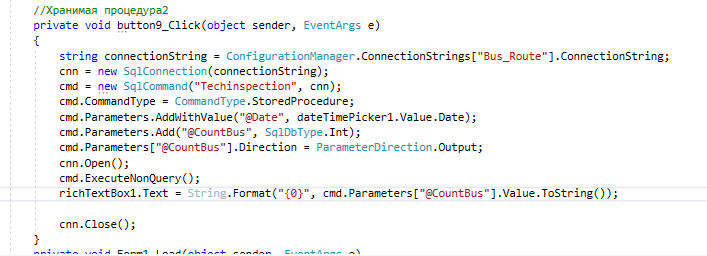 //Хранимая процедура2
private void button9_Click(object sender, EventArgs e)
{
string connectionString = ConfigurationManager.ConnectionStrings["Bus_Route"].ConnectionString;
cnn = new SqlConnection(connectionString);
cmd = new SqlCommand("Techinspection", cnn);
cmd.CommandType = CommandType.StoredProcedure;
cmd.Parameters.AddWithValue("@Date", dateTimePicker1.Value.Date);
cmd.Parameters.Add("@CountBus", SqlDbType.Int);
cmd.Parameters["@CountBus"].Direction = ParameterDirection.Output;
cnn.Open();
cmd.ExecuteNonQuery();
richTextBox1.Text = String.Format("{0}", cmd.Parameters["@CountBus"].Value.ToString());
cnn.Close();
}
private void Form1_Load(object sender, EventArgs e)